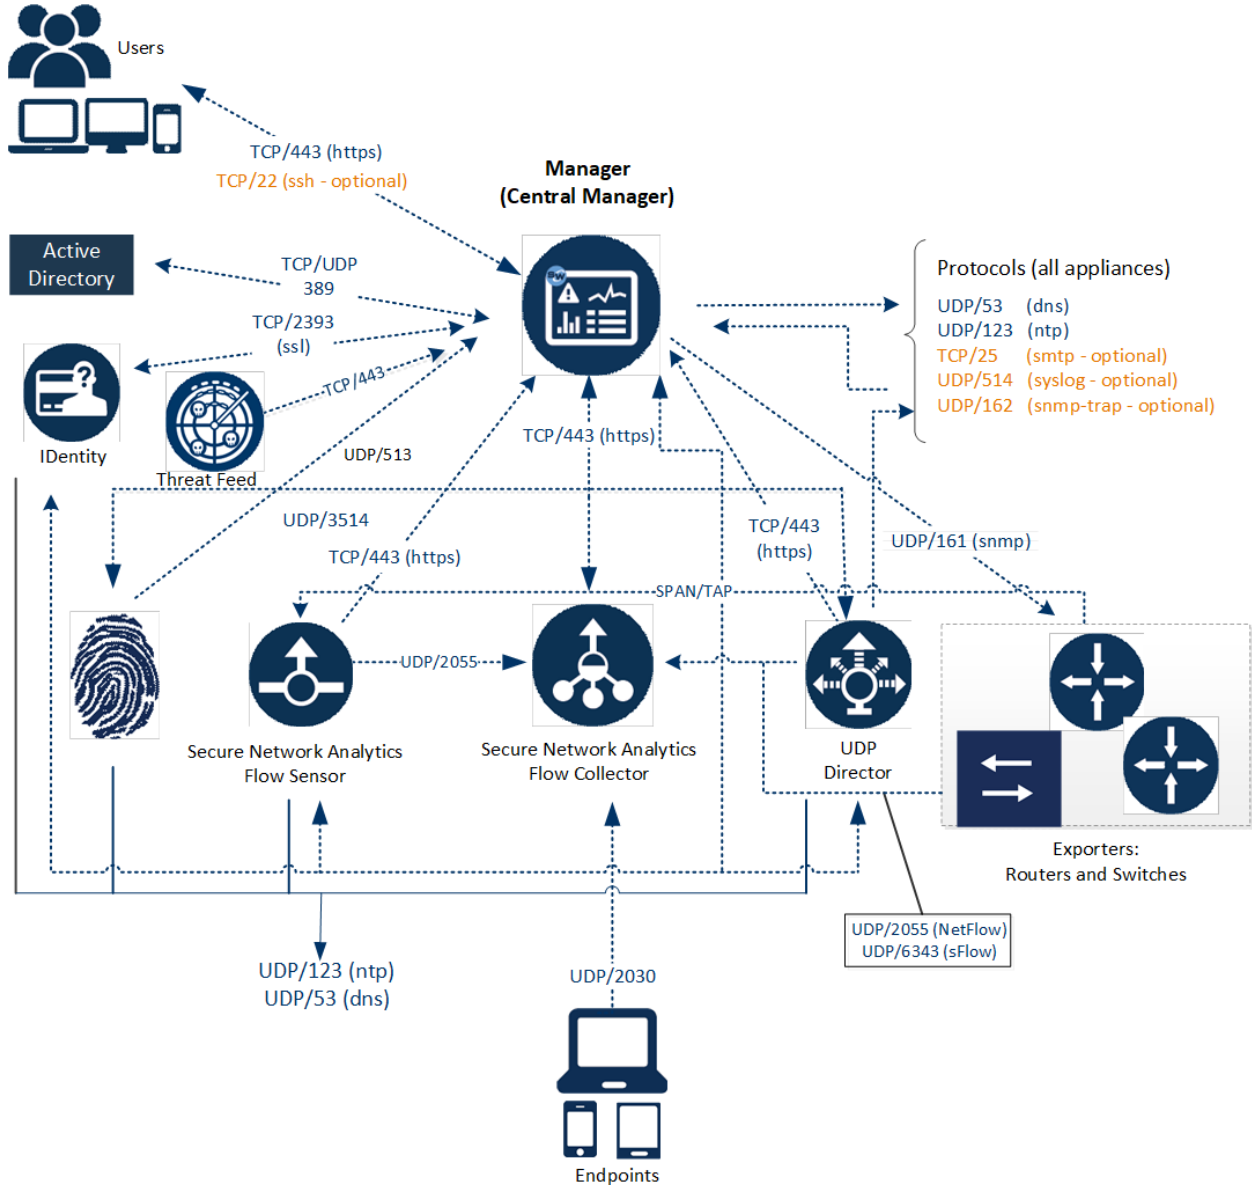 Users
TCP/443 (https)
TCP/22 (ssh - optional)
Manager
(Central Manager)
Active
Directory
TCP/UDP
389
TCP/2393
(ssl)
TCP/443
IDentity
Threat Feed
UDP/513
TCP/443 (https)
SW
Protocols (all appliances)
UDP/53 (dns)
UDP/123 (ntp)
TCP/25 (smtp - optional)
UDP/514 (syslog - optional)
UDP/162 (snmp-trap - optional)
UDP/3514
TCP/443 (https)
TCP/443
(https)
UDP/161 (snmp)
SPAN/TAP
UDP/2055
Secure Network Analytics
Flow Sensor
Secure Network Analytics
Flow Collector
UDP
Director
Exporters:
Routers and Switches
UDP/2055 (NetFlow)
UDP/6343 (sFlow)
UDP/123 (ntp)
UDP/53 (dns)
UDP/2030
Endpoints